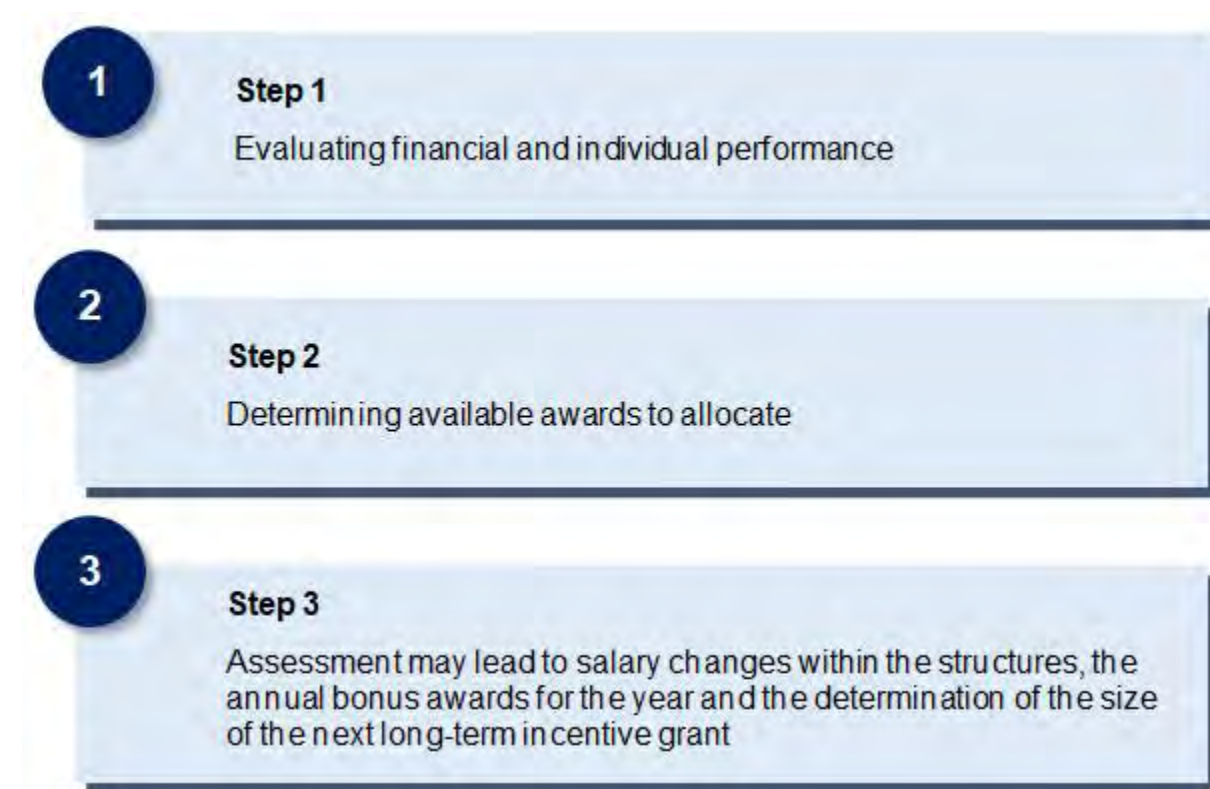 1
Step 1
Evaluating financial and individual performance
2
Step 2
Determining available awards to allocate
3
Step 3
Assessment may lead to salary changes within the structures, the
annual bonus awards for the year and the determination of the size
of the next long-term incentive grant